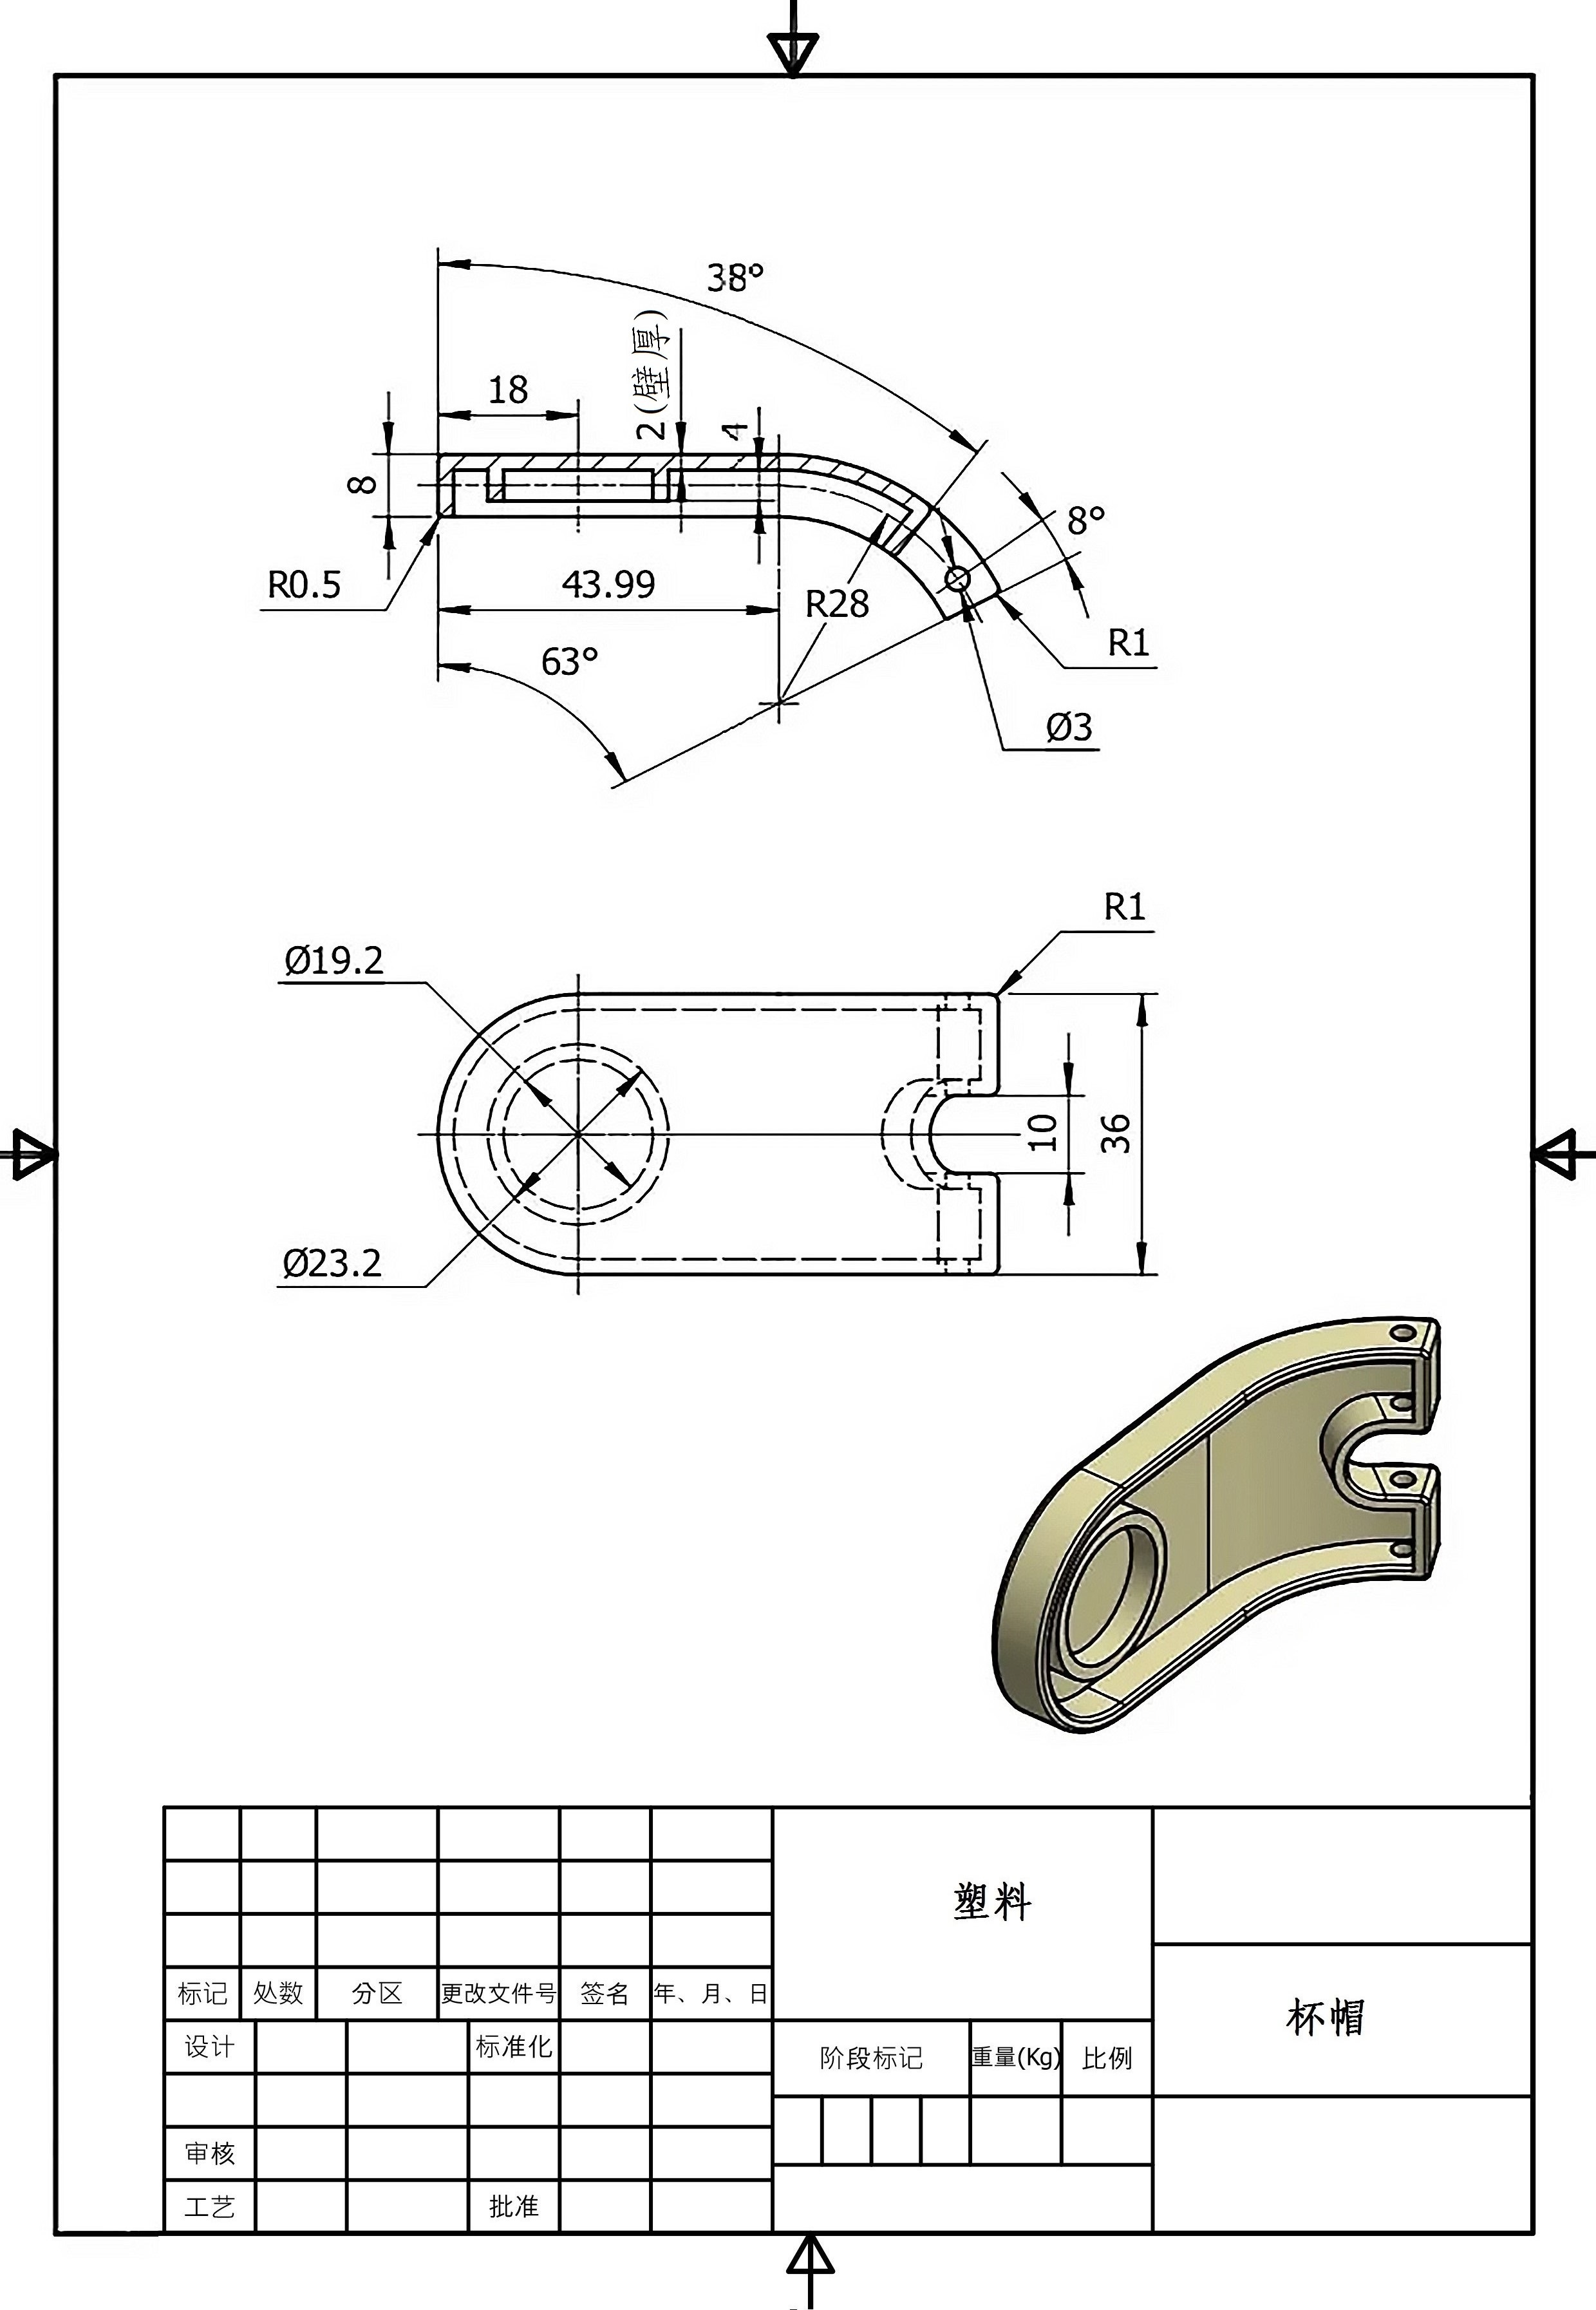 38°
18
2(壁厚)
4
8
8°
R0.5
43.99
R28
R1
63°
Ø3
R1
Ø19.2
10
36
Ø23.2
塑料
标记 处数 分区 更改文件号 签名 年、月、日
杯帽
设计 标准化
阶段标记 重量(Kg) 比例
审核
工艺 批准